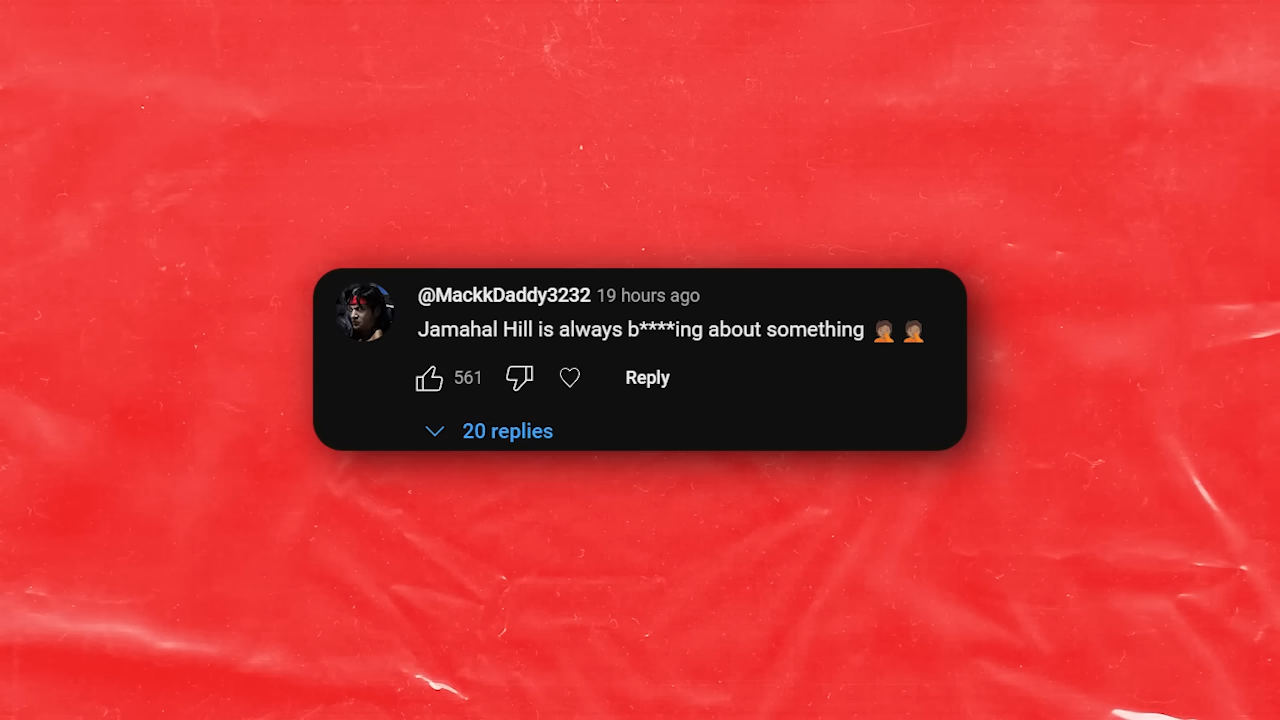 @MackkDaddy3232 19 hours ago
Jamahal Hill is always b****ing about something 🤦🏽 🤦🏽
561 Reply
20 replies